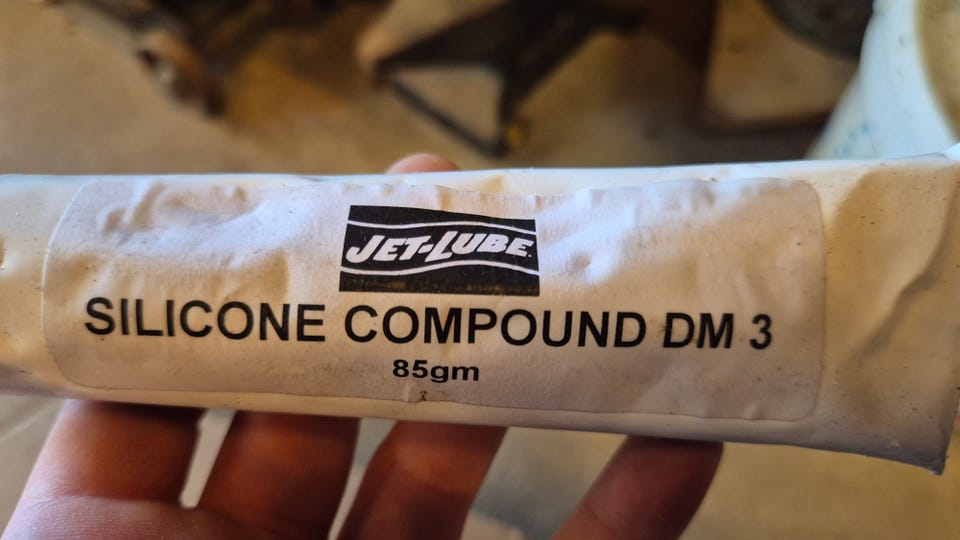 JET-LUBE
SILICONE COMPOUND DM 3
85gm